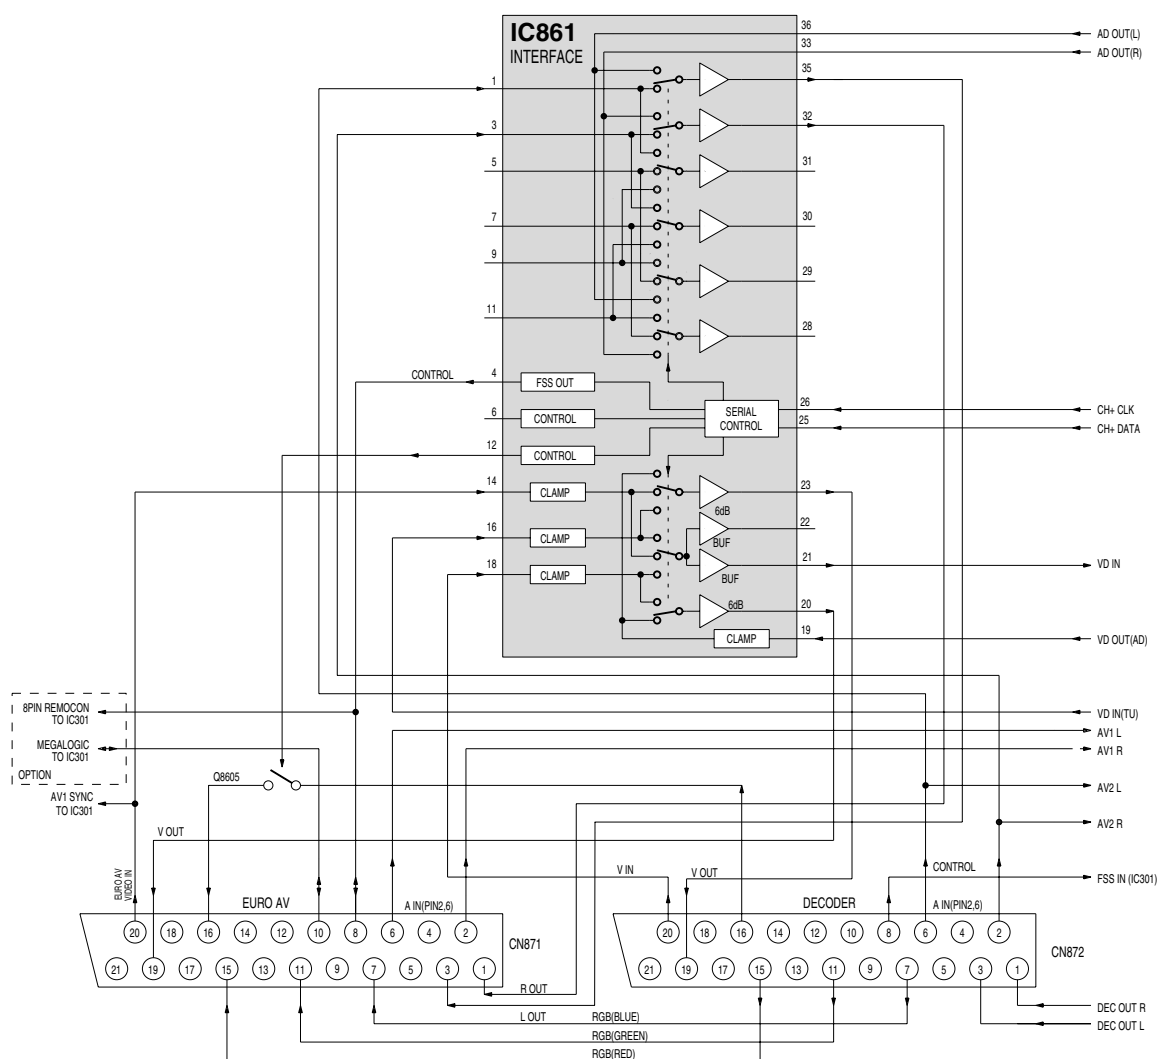 IC861
INTERFACE
36
AD OUT(L)
33
AD OUT(R)
35
1
32
3
5
31
7
30
9
29
11
28
CONTROL
4
FSS OUT
26
CH+ CLK
6
CONTROL
SERIAL
CONTROL
25
CH+ DATA
12
CONTROL
14
CLAMP
23
6dB
22
16
CLAMP
BUF
21
VD IN
18
CLAMP
BUF
6dB
20
19
CLAMP
VD OUT(AD)
8PIN REMOCON
TO IC301
VD IN(TU)
AV1 L
MEGALOGIC
TO IC301
AV1 R
OPTION
Q8605
AV2 L
AV1 SYNC
TO IC301
AV2 R
V OUT
EURO AV
VIDEO IN
V IN
V OUT
CONTROL
FSS IN (IC301)
EURO AV
A IN(PIN2,6)
DECODER
A IN(PIN2,6)
20 18 16 14 12 10 8 6 4 2
CN871
21 19 17 15 13 11 9 7 5 3 1
20 18 16 14 12 10 8 6 4 2
CN872
21 19 17 15 13 11 9 7 5 3 1
R OUT
DEC OUT R
L OUT
RGB(BLUE)
DEC OUT L
RGB(GREEN)
RGB(RED)